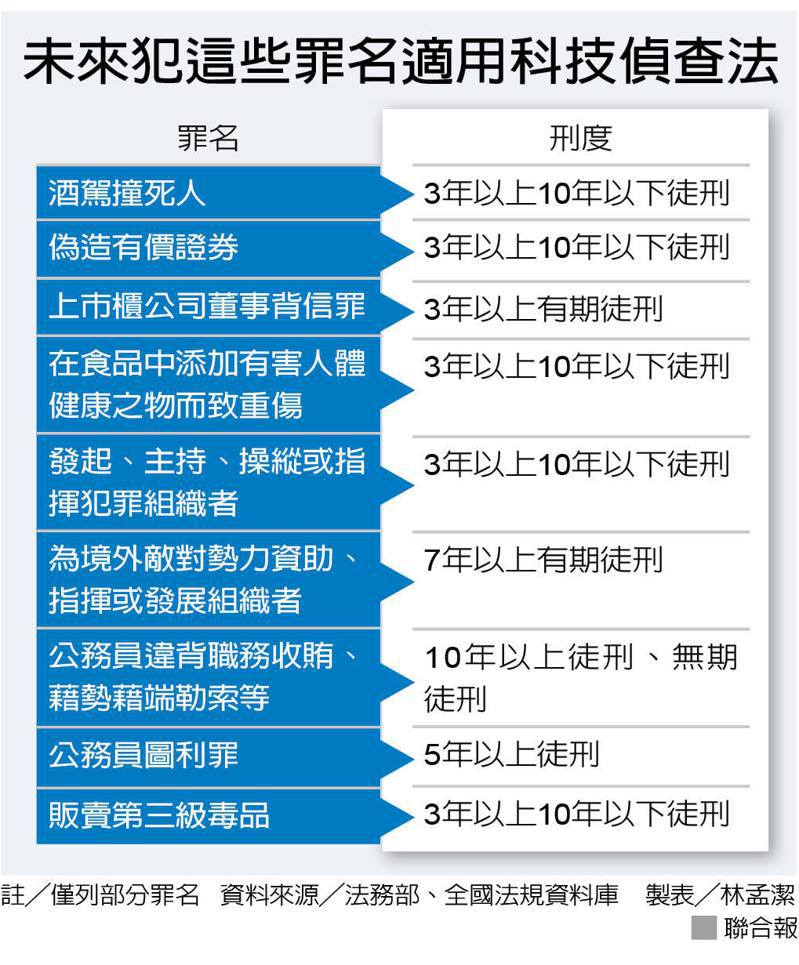 未來犯這些罪名適用科技偵查法
罪名 刑度
酒駕撞死人 3年以上10年以下徒刑
偽造有價證券 3年以上10年以下徒刑
上市櫃公司董事背信罪 3年以上有期徒刑
在食品中添加有害人體 3年以上10年以下徒刑
健康之物而致重傷
發起、主持、操縱或指 3年以上10年以下徒刑
揮犯罪組織者
為境外敵對勢力資助、 7年以上有期徒刑
指揮或發展組織者
公務員違背職務收賄、 10年以上徒刑、無期
藉勢藉端勒索等 徒刑
公務員圖利罪 5年以上徒刑
販賣第三級毒品 3年以上10年以下徒刑
註／僅列部分罪名 資料來源／法務部、全國法規資料庫 製表／林孟潔
聯合報